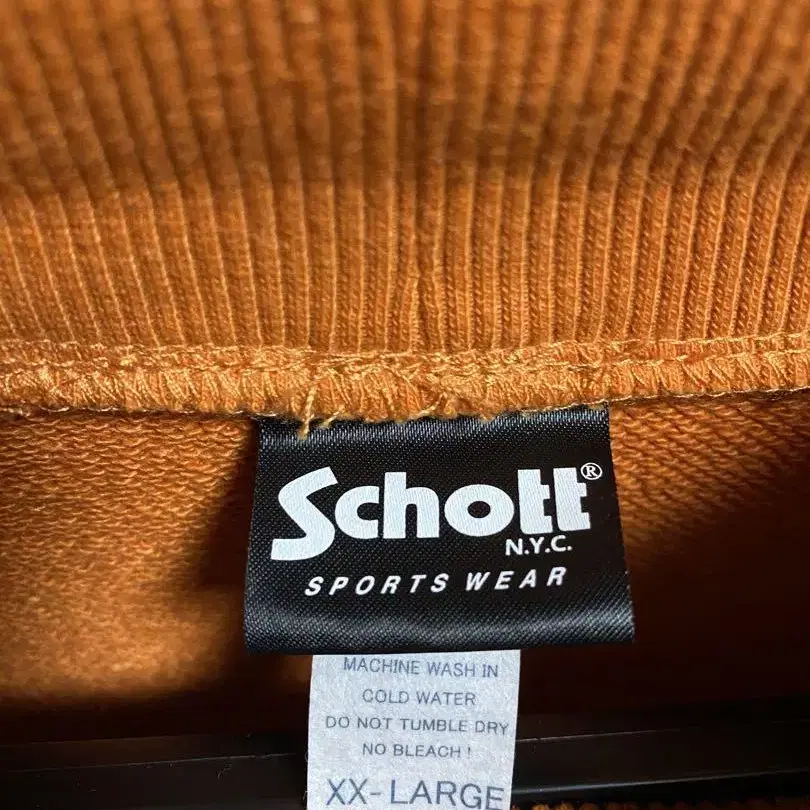 Schott®
N.Y.C.
SPORTS WEAR
MACHINE WASH IN
COLD WATER
DO NOT TUMBLE DRY
NO BLEACH!
XX-LARGE